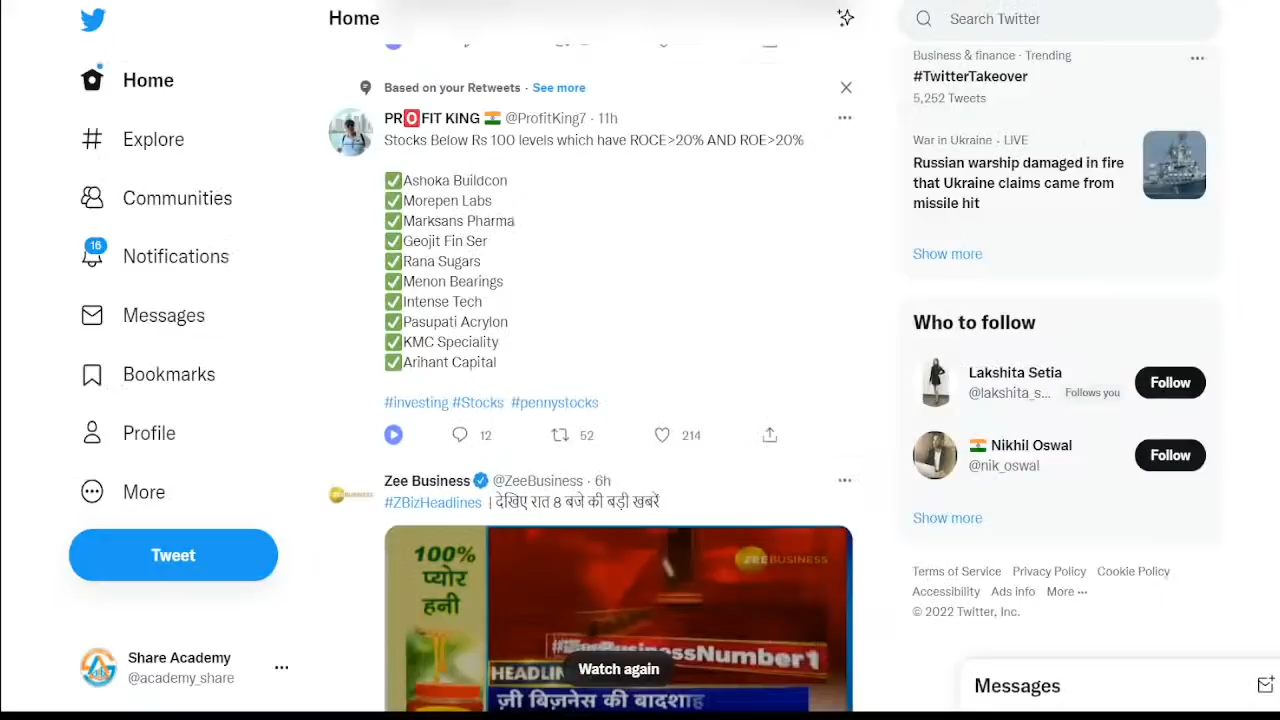 Home
Explore
Communities
16
Notifications
Messages
Bookmarks
Profile
More
Tweet
Share Academy
@academy_share
Home
Based on your Retweets · See more
PROFIT KING 🇮🇳 @ProfitKing7 · 11h
Stocks Below Rs 100 levels which have ROCE>20% AND ROE>20%
✅Ashoka Buildcon
✅Morepen Labs
✅Marksans Pharma
✅Geojit Fin Ser
✅Rana Sugars
✅Menon Bearings
✅Intense Tech
✅Pasupati Acrylon
✅KMC Speciality
✅Arihant Capital
#investing #Stocks #pennystocks
12 52 214
Zee Business @ZeeBusiness · 6h
#ZBizHeadlines | देखिए रात 8 बजे की बड़ी खबरें
100%
प्योर
हनी
ZEEBUSINESS
Watch again
ज़ी बिज़नेस की बादशाह
Search Twitter
Business & finance · Trending
#TwitterTakeover
5,252 Tweets
War in Ukraine · LIVE
Russian warship damaged in fire
that Ukraine claims came from
missile hit
Show more
Who to follow
Lakshita Setia
@lakshita_s... Follows you
Follow
🇮🇳 Nikhil Oswal
@nik_oswal
Follow
Show more
Terms of Service Privacy Policy Cookie Policy
Accessibility Ads info More ···
© 2022 Twitter, Inc.
Messages